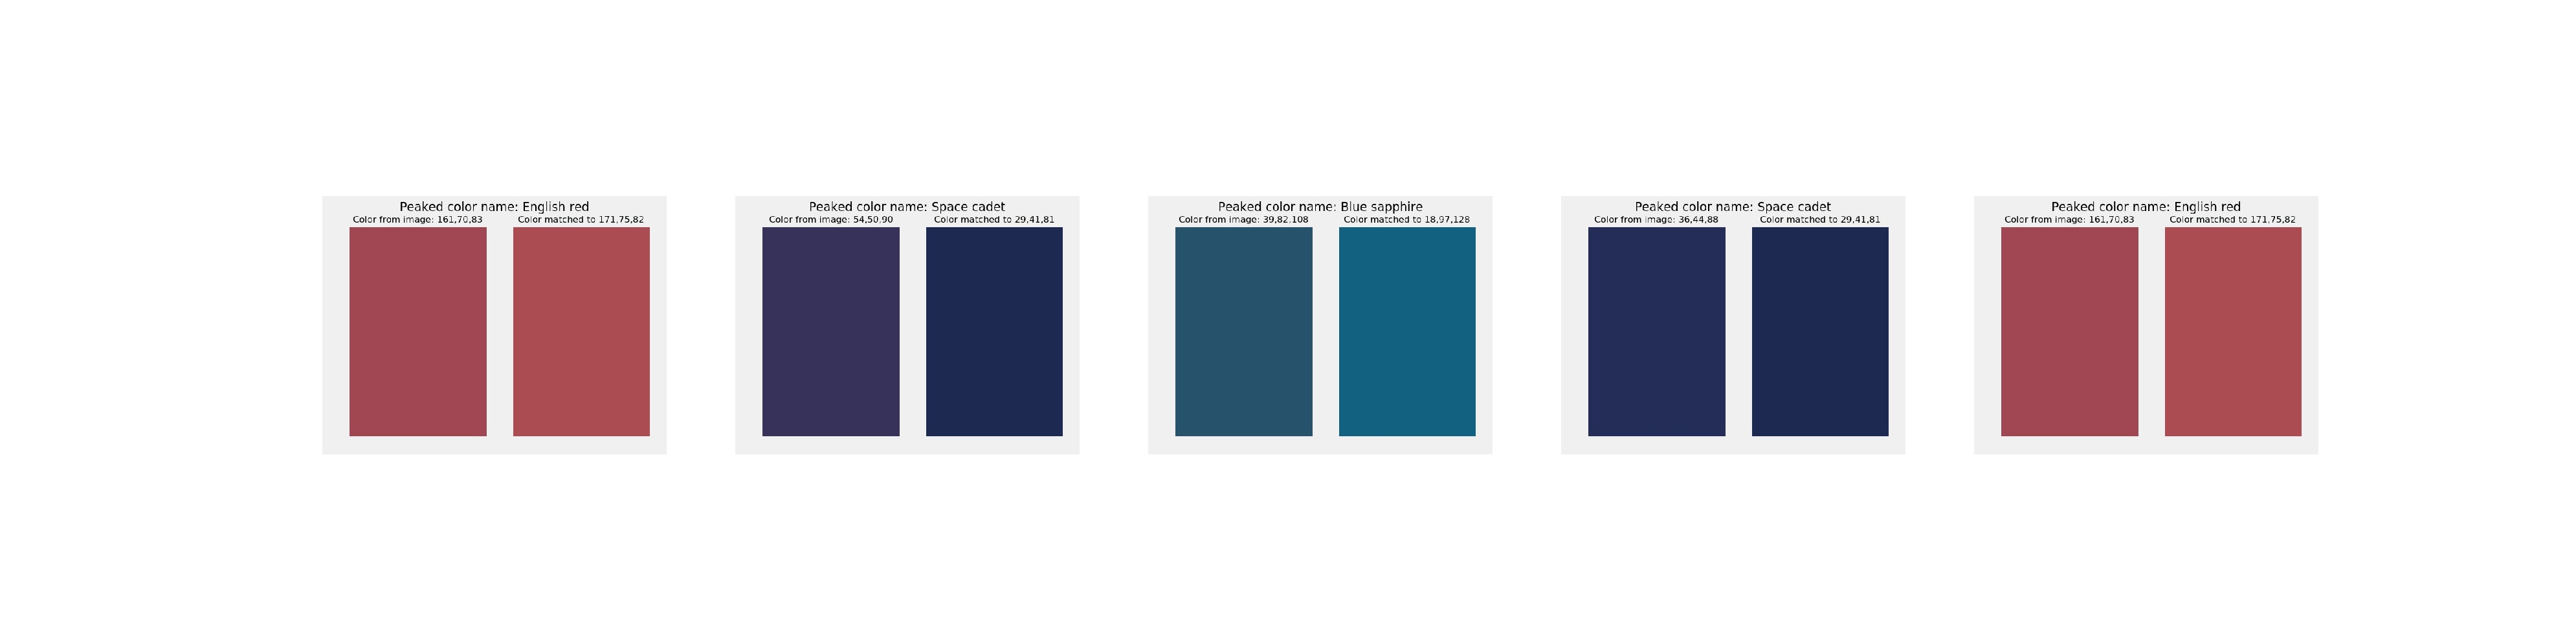 Peaked color name: English red
Color from image: 161,70,83
Color matched to 171,75,82
Peaked color name: Space cadet
Color from image: 54,50,90
Color matched to 29,41,81
Peaked color name: Blue sapphire
Color from image: 39,82,108
Color matched to 18,97,128
Peaked color name: Space cadet
Color from image: 36,44,88
Color matched to 29,41,81
Peaked color name: English red
Color from image: 161,70,83
Color matched to 171,75,82